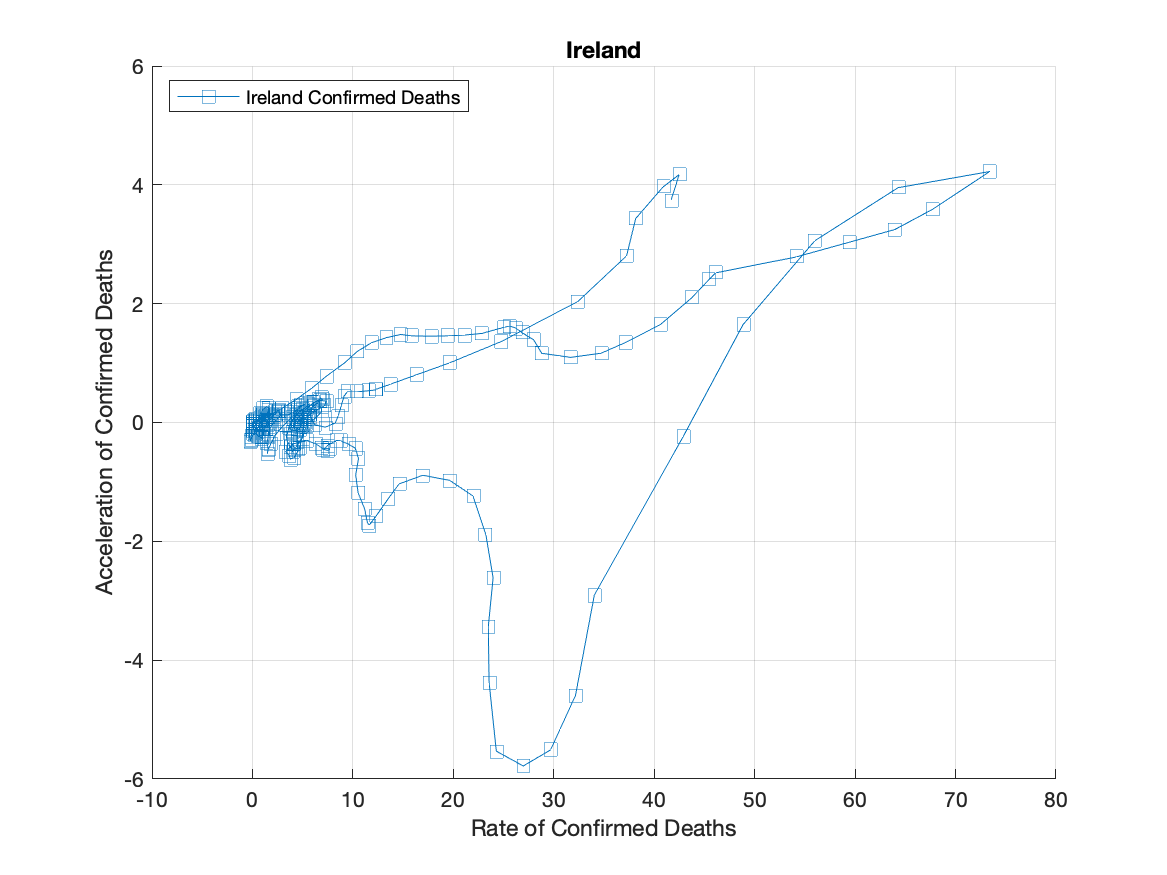 Ireland
Ireland Confirmed Deaths
6
4
2
0
-2
-4
-6
Acceleration of Confirmed Deaths
-10 0 10 20 30 40 50 60 70 80
Rate of Confirmed Deaths